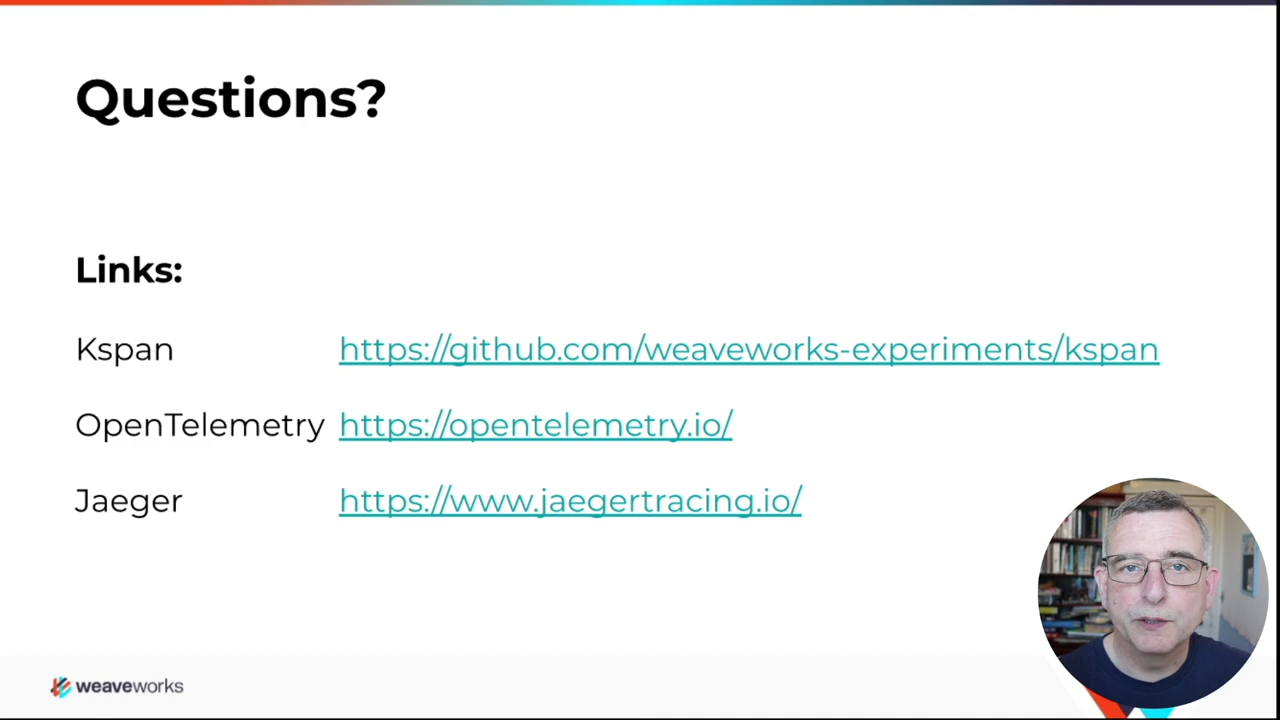 Questions?
Links:
Kspan https://github.com/weaveworks-experiments/kspan
OpenTelemetry https://opentelemetry.io/
Jaeger https://www.jaegertracing.io/
weaveworks